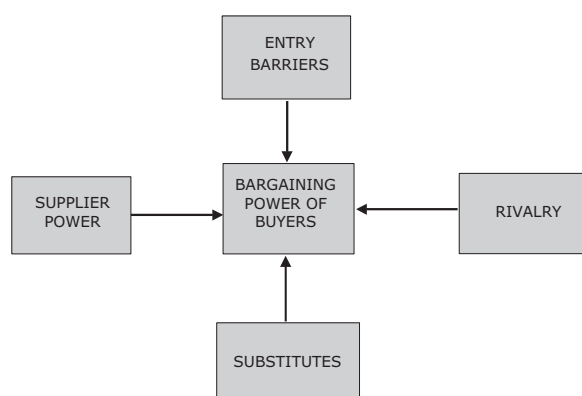 ENTRY
BARRIERS
SUPPLIER
POWER
BARGAINING
POWER OF
BUYERS
RIVALRY
SUBSTITUTES